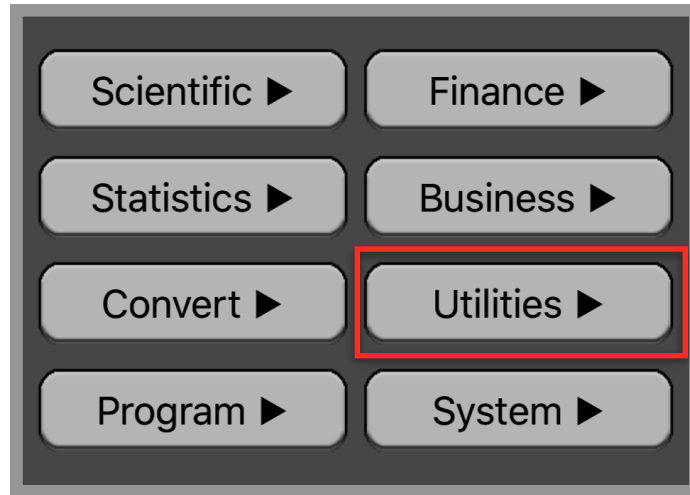 Scientific ▶ Finance ▶
Statistics ▶ Business ▶
Convert ▶ Utilities ▶
Program ▶ System ▶